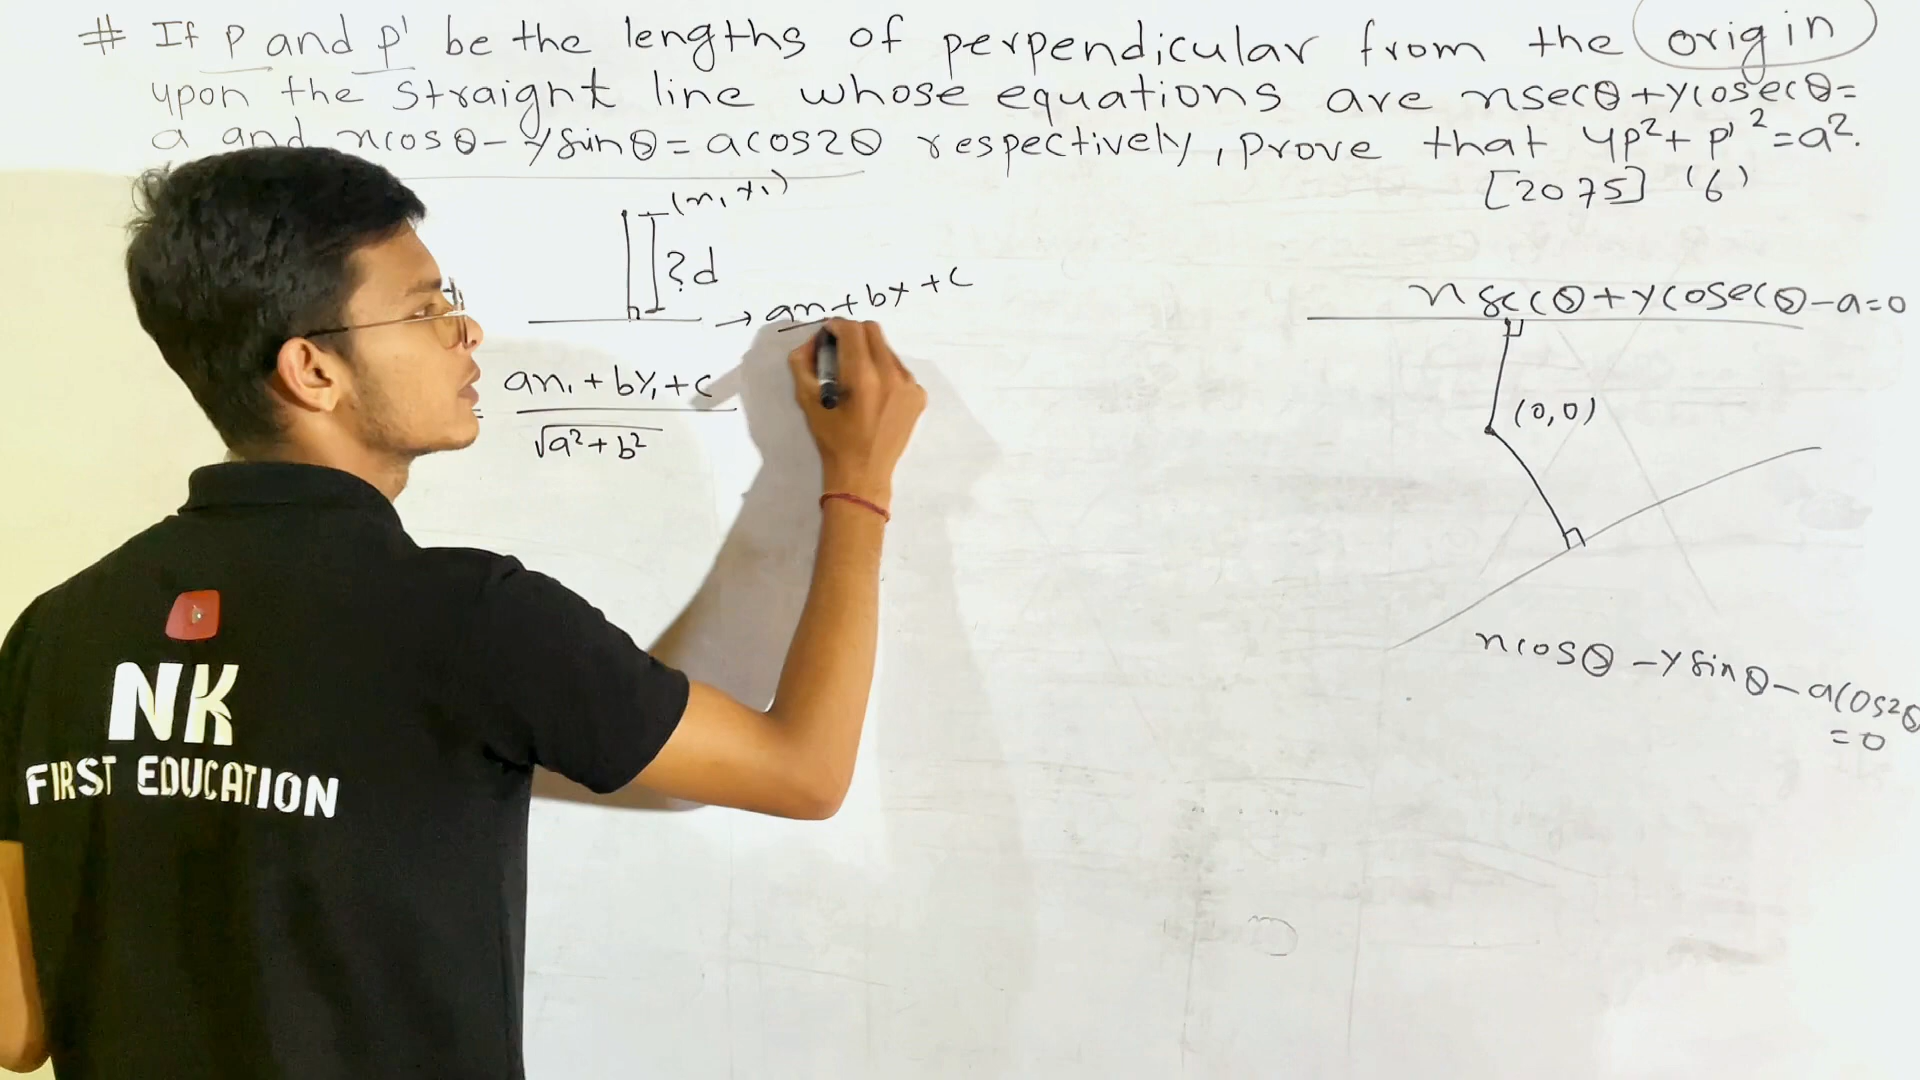 # If p and p' be the lengths of perpendicular from the origin
upon the straight line whose equations are xsecθ+ycosecθ=
a and xcosθ-ysinθ=acos2θ respectively, prove that 4p²+p'²=a².
[2075] (6)
(x₁ y₁)
?d
→ ax+by+c
= ax₁+by₁+c
√a²+b²
xsecθ+ycosecθ-a=0
(0,0)
xcosθ-ysinθ-acos2θ
=0
NK
FIRST EDUCATION